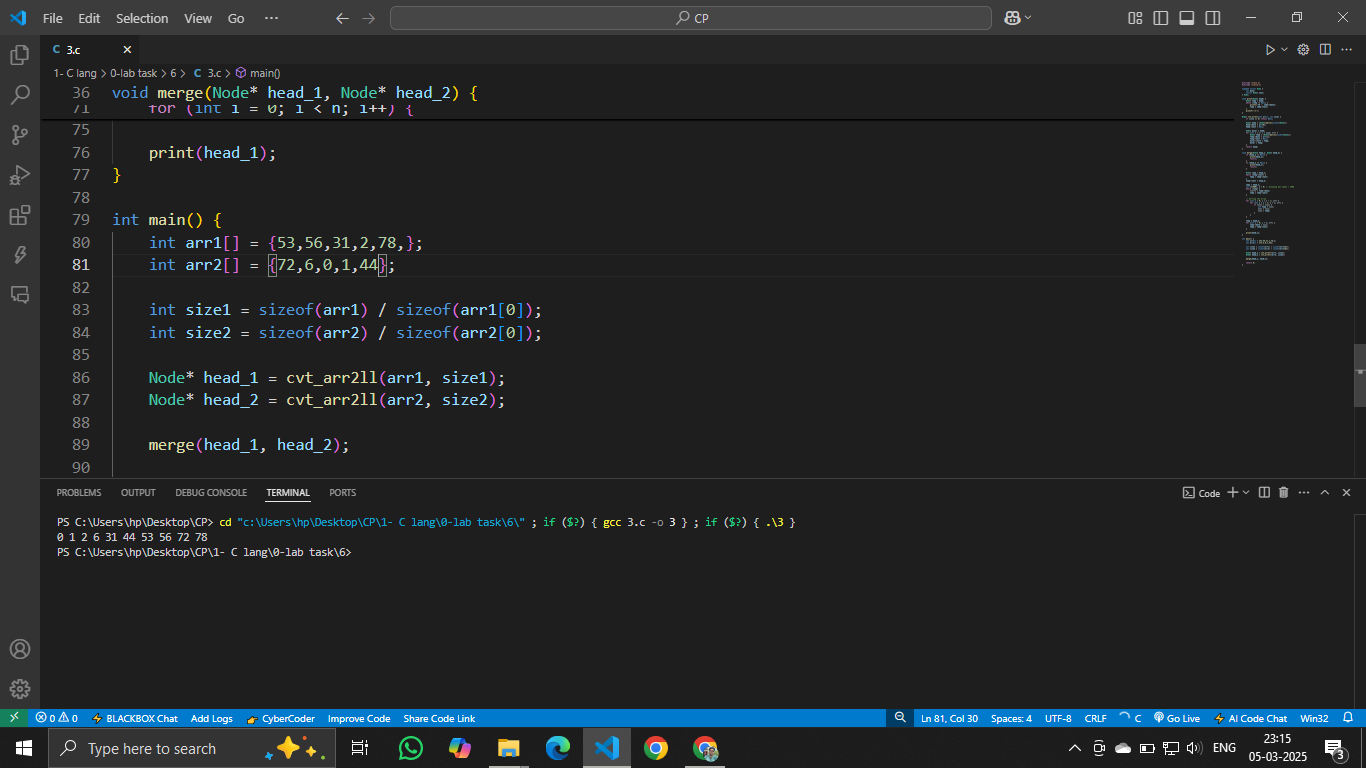 File Edit Selection View Go ··· CP
C 3.c ×
1- C lang > 0-lab task > 6 > C 3.c > main()
36 void merge(Node* head_1, Node* head_2) {
71 for (int i = 0; i < n; i++) {
75
76 print(head_1);
77 }
78
79 int main() {
80 int arr1[] = {53,56,31,2,78,};
81 int arr2[] = {72,6,0,1,44};
82
83 int size1 = sizeof(arr1) / sizeof(arr1[0]);
84 int size2 = sizeof(arr2) / sizeof(arr2[0]);
85
86 Node* head_1 = cvt_arr2ll(arr1, size1);
87 Node* head_2 = cvt_arr2ll(arr2, size2);
88
89 merge(head_1, head_2);
90
PROBLEMS OUTPUT DEBUG CONSOLE TERMINAL PORTS Code
PS C:\Users\hp\Desktop\CP> cd "c:\Users\hp\Desktop\CP\1- C lang\0-lab task\6\" ; if ($?) { gcc 3.c -o 3 } ; if ($?) { .\3 }
0 1 2 6 31 44 53 56 72 78
PS C:\Users\hp\Desktop\CP\1- C lang\0-lab task\6>
0 0 BLACKBOX Chat Add Logs CyberCoder Improve Code Share Code Link Ln 81, Col 30 Spaces: 4 UTF-8 CRLF C Go Live AI Code Chat Win32
Type here to search ENG 23:15
05-03-2025 3